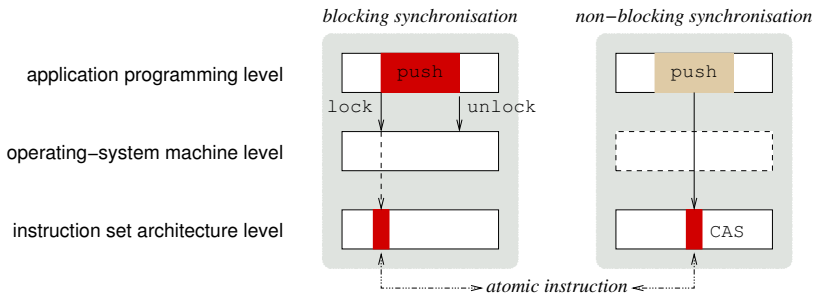 blocking synchronisation
non−blocking synchronisation
application programming level
push
push
lock
unlock
operating−system machine level
instruction set architecture level
CAS
atomic instruction